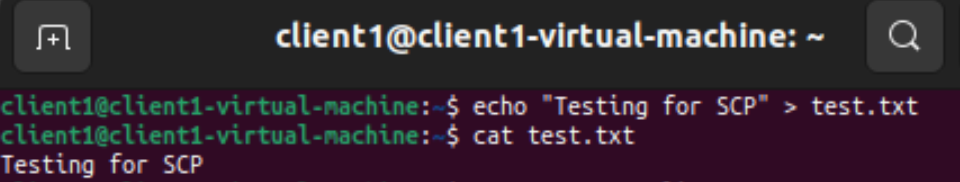 client1@client1-virtual-machine: ~
client1@client1-virtual-machine:~$ echo "Testing for SCP" > test.txt
client1@client1-virtual-machine:~$ cat test.txt
Testing for SCP